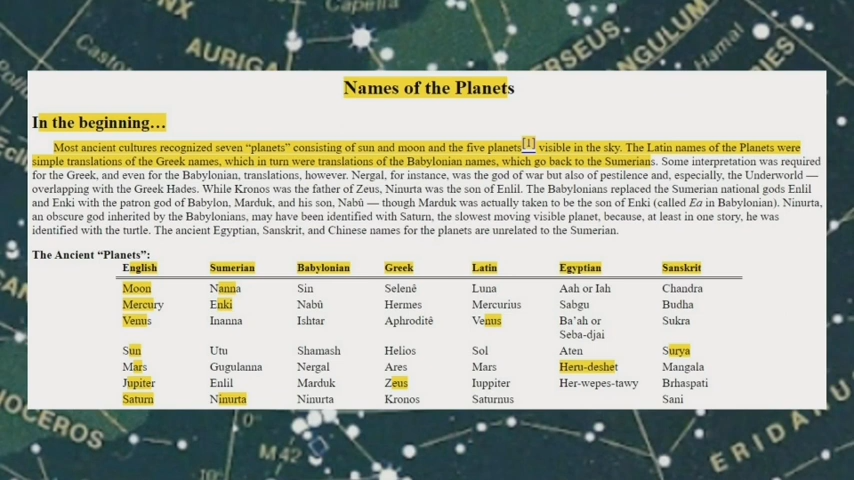 Capella
AURIGA
PERSEUS
Hamal
Castor
Names of the Planets
In the beginning…
Most ancient cultures recognized seven “planets” consisting of sun and moon and the five planets[1] visible in the sky. The Latin names of the Planets were
simple translations of the Greek names, which in turn were translations of the Babylonian names, which go back to the Sumerians. Some interpretation was required
for the Greek, and even for the Babylonian, translations, however. Nergal, for instance, was the god of war but also of pestilence and, especially, the Underworld —
overlapping with the Greek Hades. While Kronos was the father of Zeus, Ninurta was the son of Enlil. The Babylonians replaced the Sumerian national gods Enlil
and Enki with the patron god of Babylon, Marduk, and his son, Nabû — though Marduk was actually taken to be the son of Enki (called Ea in Babylonian). Ninurta,
an obscure god inherited by the Babylonians, may have been identified with Saturn, the slowest moving visible planet, because, at least in one story, he was
identified with the turtle. The ancient Egyptian, Sanskrit, and Chinese names for the planets are unrelated to the Sumerian.
The Ancient “Planets”:
English Sumerian Babylonian Greek Latin Egyptian Sanskrit
Moon Nanna Sin Selenê Luna Aah or Iah Chandra
Mercury Enki Nabû Hermes Mercurius Sabgu Budha
Venus Inanna Ishtar Aphroditê Venus Ba’ah or Sukra
Seba-djai
Sun Utu Shamash Helios Sol Aten Surya
Mars Gugulanna Nergal Ares Mars Heru-deshet Mangala
Jupiter Enlil Marduk Zeus Iuppiter Her-wepes-tawy Brhaspati
Saturn Ninurta Ninurta Kronos Saturnus Sani
M42
ERIDA